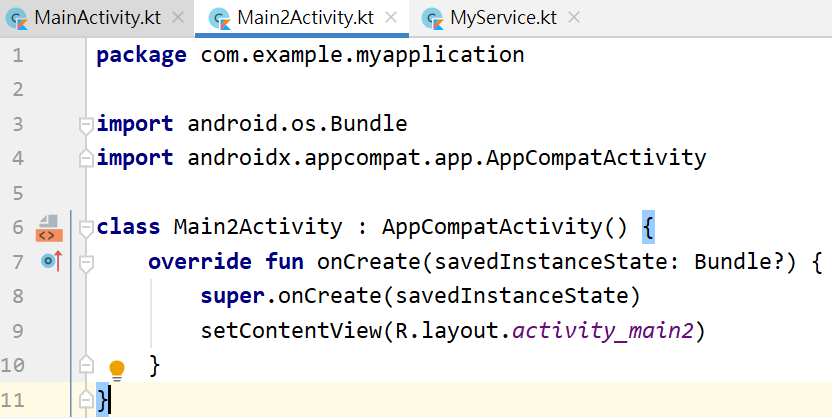 MainActivity.kt Main2Activity.kt MyService.kt
1 package com.example.myapplication
2
3 import android.os.Bundle
4 import androidx.appcompat.app.AppCompatActivity
5
6 class Main2Activity : AppCompatActivity() {
7 override fun onCreate(savedInstanceState: Bundle?) {
8 super.onCreate(savedInstanceState)
9 setContentView(R.layout.activity_main2)
10 }
11 }